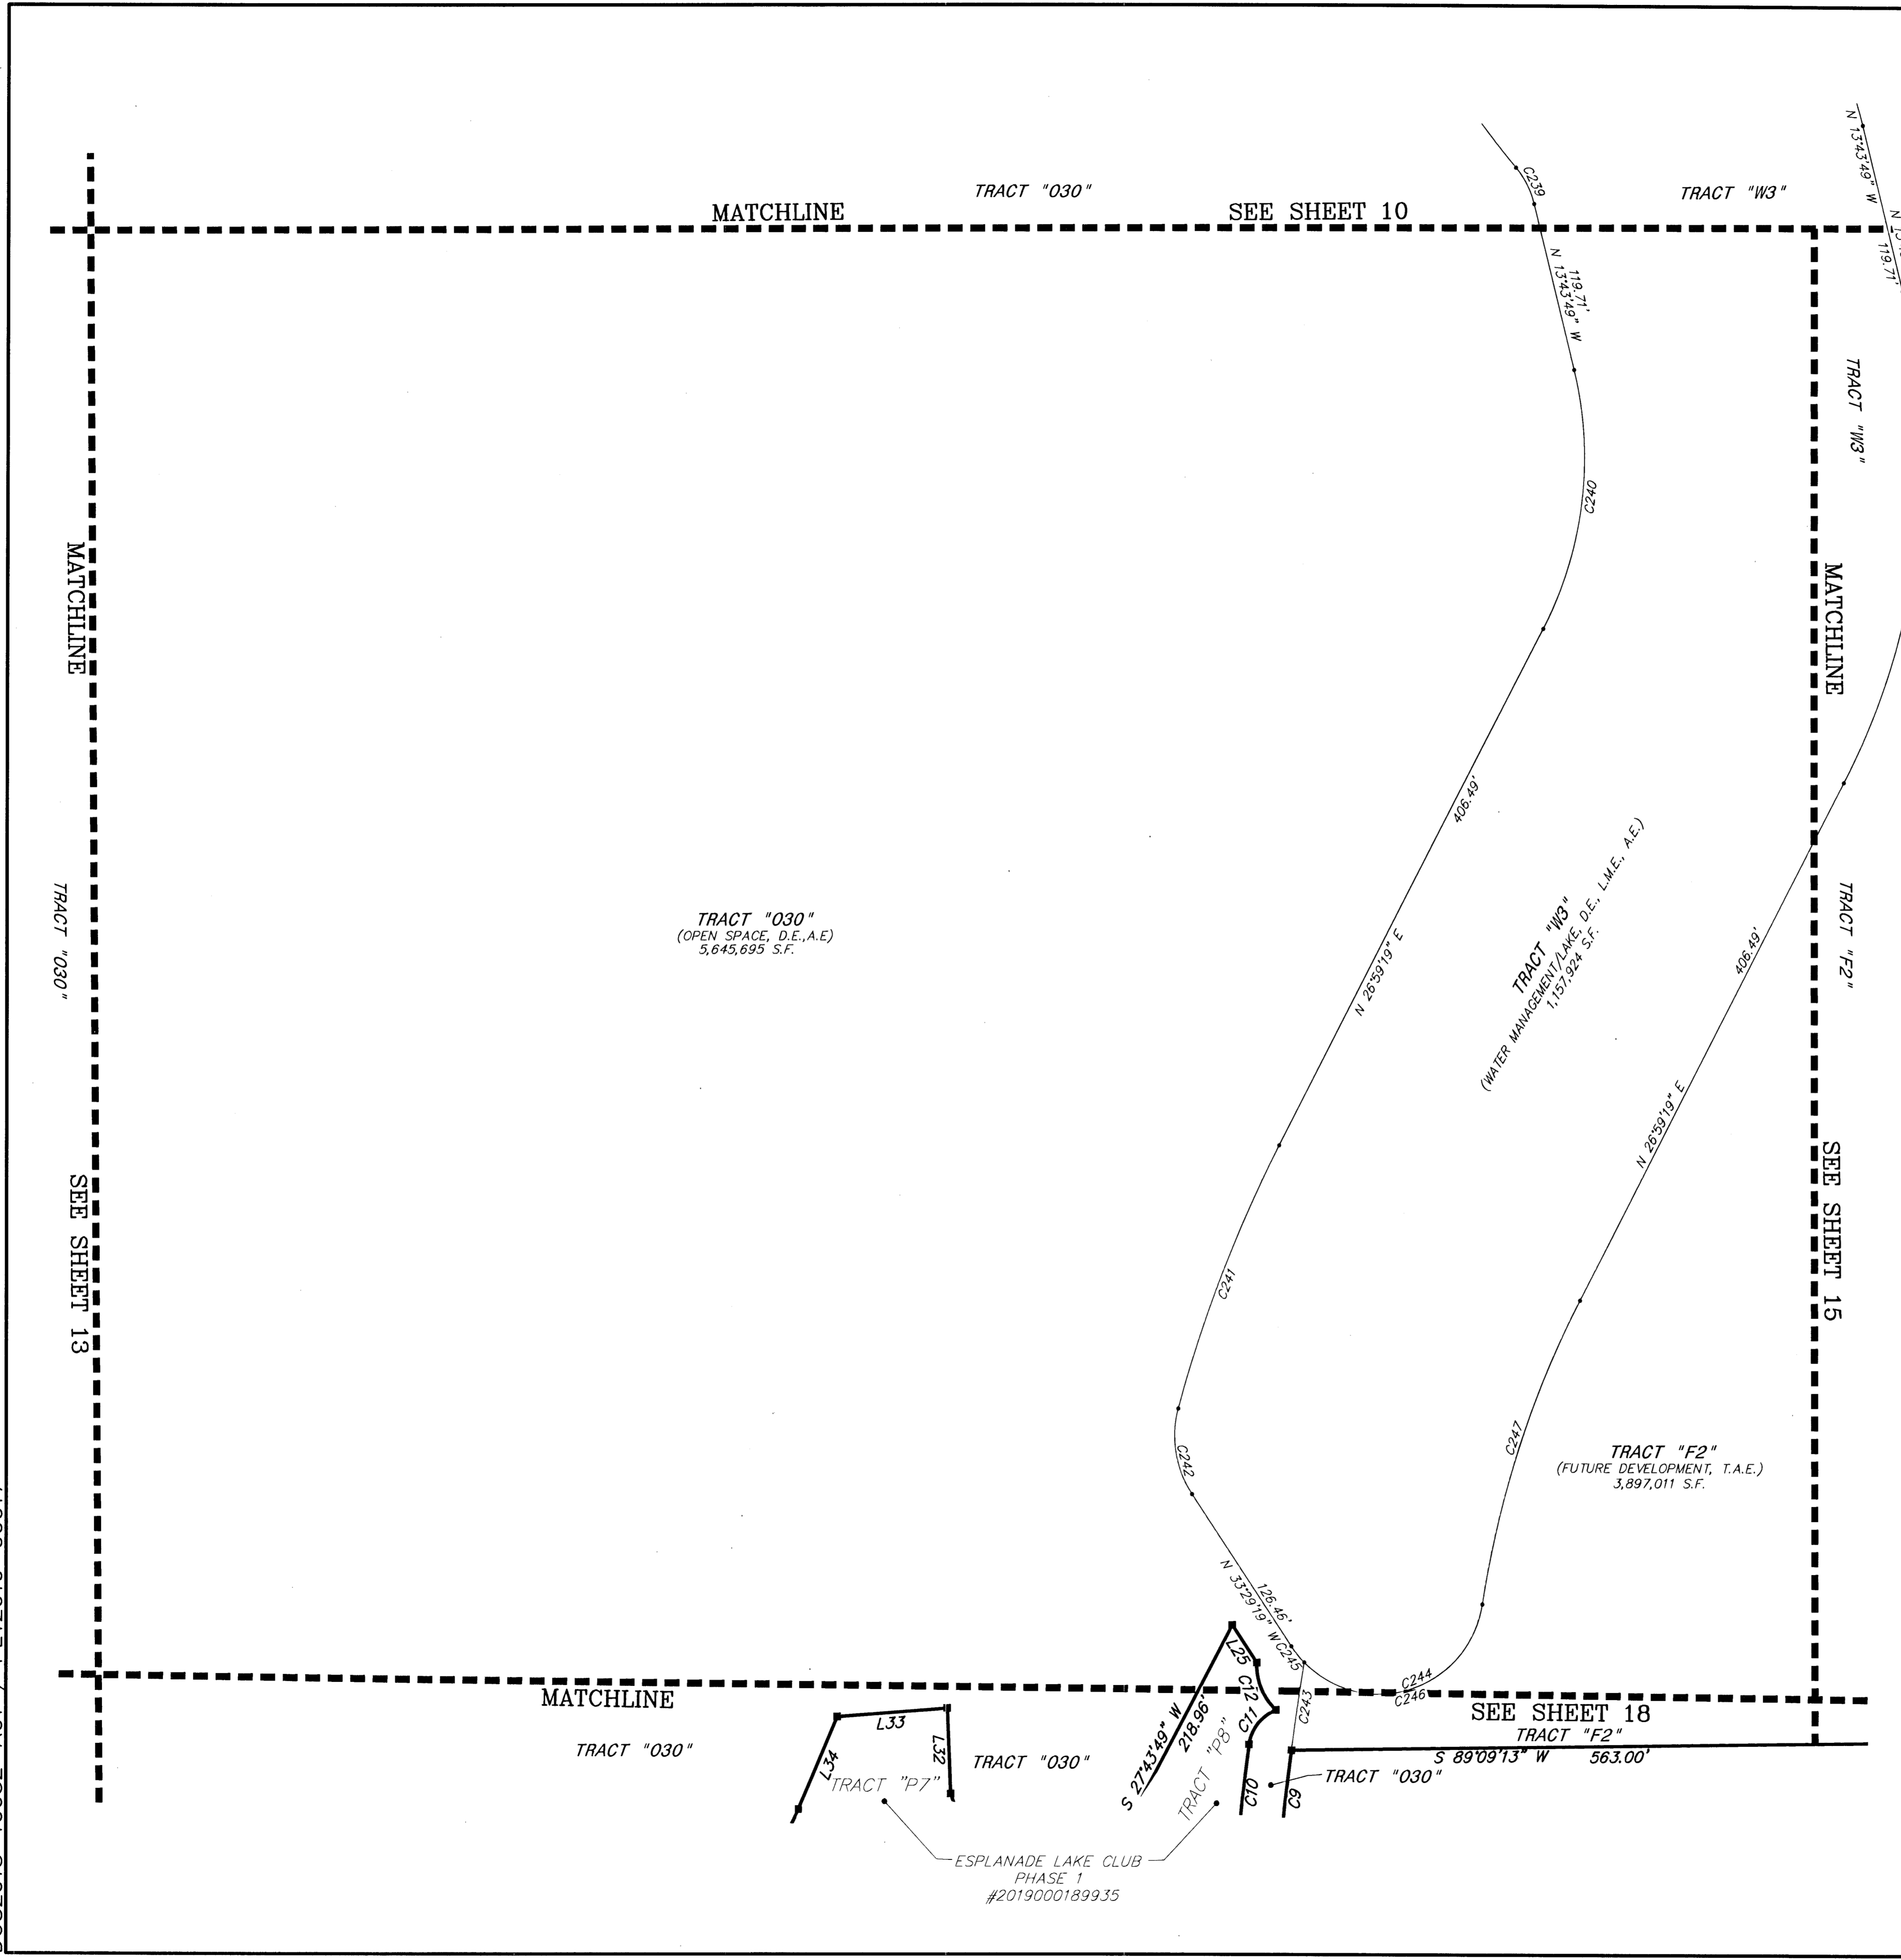 TRACT "030"
TRACT "W3"
MATCHLINE
SEE SHEET 10
C239
N 13°43'49" W
119.71'
119.71'
N 13°43'49" W
TRACT "W3"
C240
MATCHLINE
MATCHLINE
406.49'
N 26°59'19" E
TRACT "W3"
(WATER MANAGEMENT/LAKE, D.E., L.M.E., A.E.)
1,157,924 S.F.
406.49'
N 26°59'19" E
TRACT "F2"
TRACT "030"
TRACT "030"
(OPEN SPACE, D.E.,A.E)
5,645,695 S.F.
SEE SHEET 13
SEE SHEET 15
C241
C242
C247
TRACT "F2"
(FUTURE DEVELOPMENT, T.A.E.)
3,897,011 S.F.
126.46'
N 33°29'19" W
C245
L25
C12
C11
C243
C244
C246
MATCHLINE
SEE SHEET 18
TRACT "F2"
S 89°09'13" W 563.00'
L33
L32
L34
TRACT "030"
TRACT "030"
TRACT "P7"
S 27°43'49" W
218.96'
TRACT "P8"
C10
C9
TRACT "030"
ESPLANADE LAKE CLUB
PHASE 1
#2019000189935